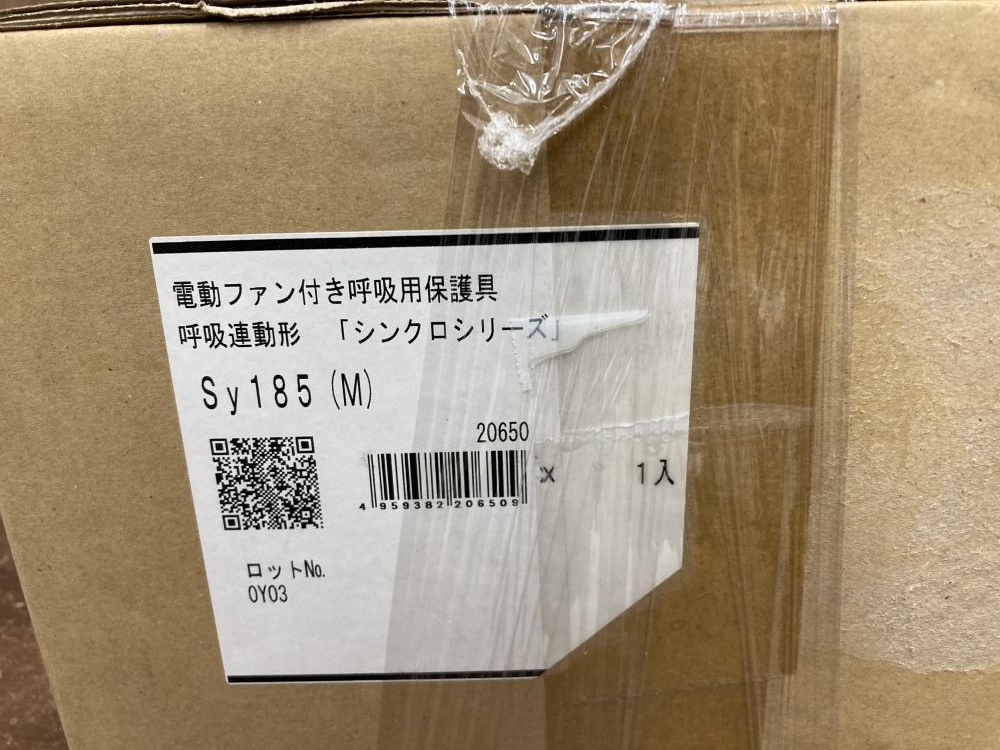 電動ファン付き呼吸用保護具
呼吸連動形 「シンクロシリーズ」
Sy185(M)
20650
x 1入
4 959382 206509
ロットNo.
0Y03